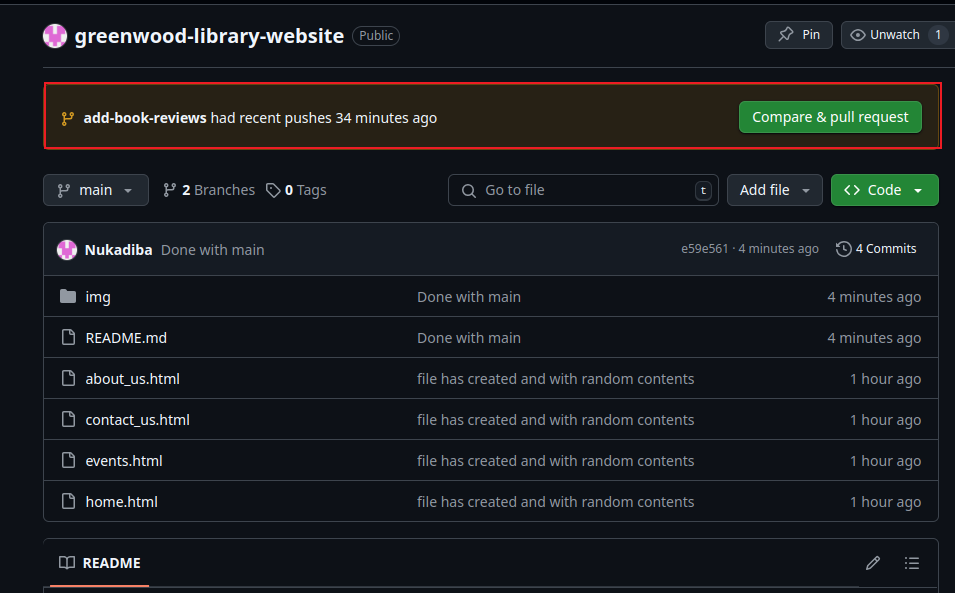 greenwood-library-website Public Pin Unwatch 1
add-book-reviews had recent pushes 34 minutes ago Compare & pull request
main 2 Branches 0 Tags Go to file t Add file Code
Nukadiba Done with main e59e561 · 4 minutes ago 4 Commits
img Done with main 4 minutes ago
README.md Done with main 4 minutes ago
about_us.html file has created and with random contents 1 hour ago
contact_us.html file has created and with random contents 1 hour ago
events.html file has created and with random contents 1 hour ago
home.html file has created and with random contents 1 hour ago
README